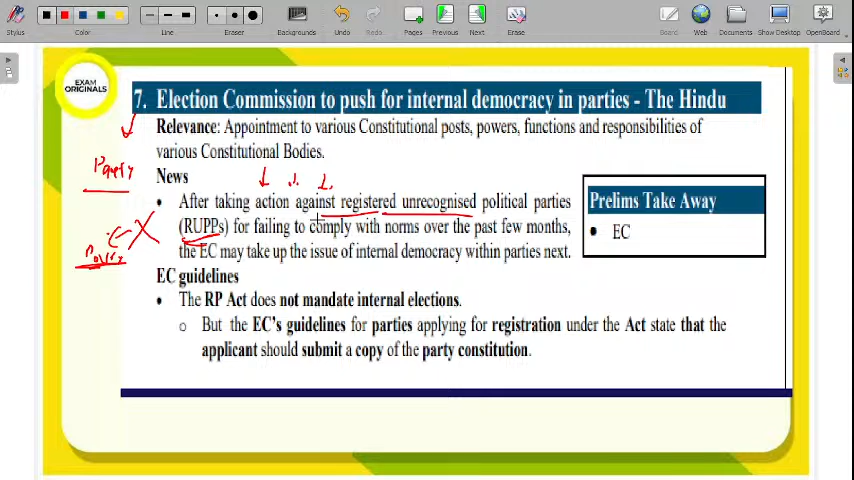 Stylus
Color
Line
Eraser
Backgrounds
Undo
Redo
Pages
Previous
Next
Erase
Board
Web
Documents
Show Desktop
OpenBoard
EXAM
ORIGINALS
7. Election Commission to push for internal democracy in parties - The Hindu
Relevance: Appointment to various Constitutional posts, powers, functions and responsibilities of
various Constitutional Bodies.
Party
News
After taking action against registered unrecognised political parties
(RUPPs) for failing to comply with norms over the past few months,
the EC may take up the issue of internal democracy within parties next.
Prelims Take Away
EC
EC guidelines
The RP Act does not mandate internal elections.
But the EC's guidelines for parties applying for registration under the Act state that the
applicant should submit a copy of the party constitution.